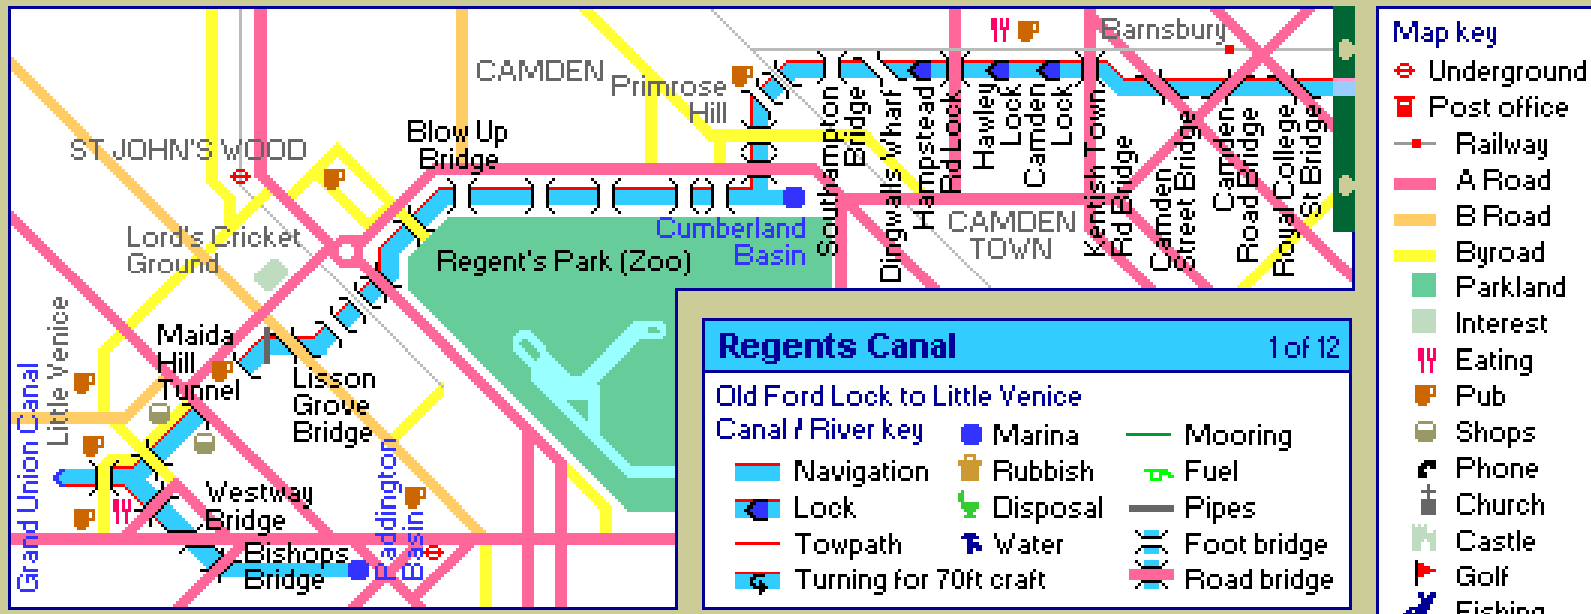 CAMDEN
Primrose
Hill
Barnsbury
ST JOHN'S WOOD
Blow Up
Bridge
Lord's Cricket
Ground
Regent's Park (Zoo)
Cumberland
Basin
Southampton
Bridge
Dingwalls Wharf
Hampstead
Rd Lock
Hawley
Lock
Camden
Lock
Kentish Town
Rd Bridge
Camden
Street Bridge
Camden
Road Bridge
Royal College
St Bridge
CAMDEN
TOWN
Little Venice
Grand Union Canal
Maida
Hill
Tunnel
Lisson
Grove
Bridge
Westway
Bridge
Bishops
Bridge
Paddington
Basin
Regents Canal
1 of 12
Old Ford Lock to Little Venice
Canal / River key
Navigation
Lock
Towpath
Turning for 70ft craft
Marina
Rubbish
Disposal
Water
Mooring
Fuel
Pipes
Foot bridge
Road bridge
Map key
Underground
Post office
Railway
A Road
B Road
Byroad
Parkland
Interest
Eating
Pub
Shops
Phone
Church
Castle
Golf
Fishing